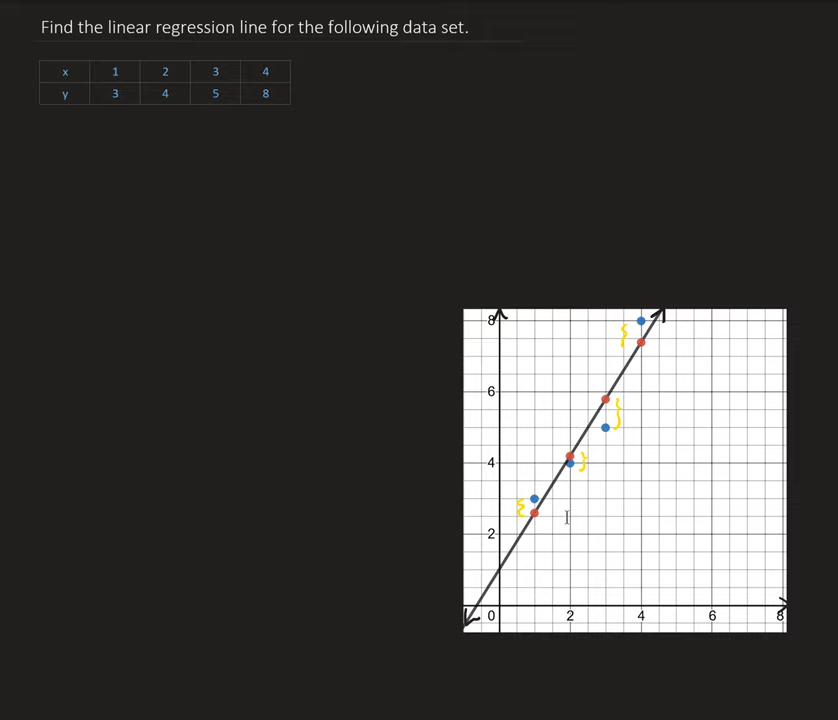 Find the linear regression line for the following data set.
x 1 2 3 4
y 3 4 5 8
8
6
4
2
0 2 4 6 8